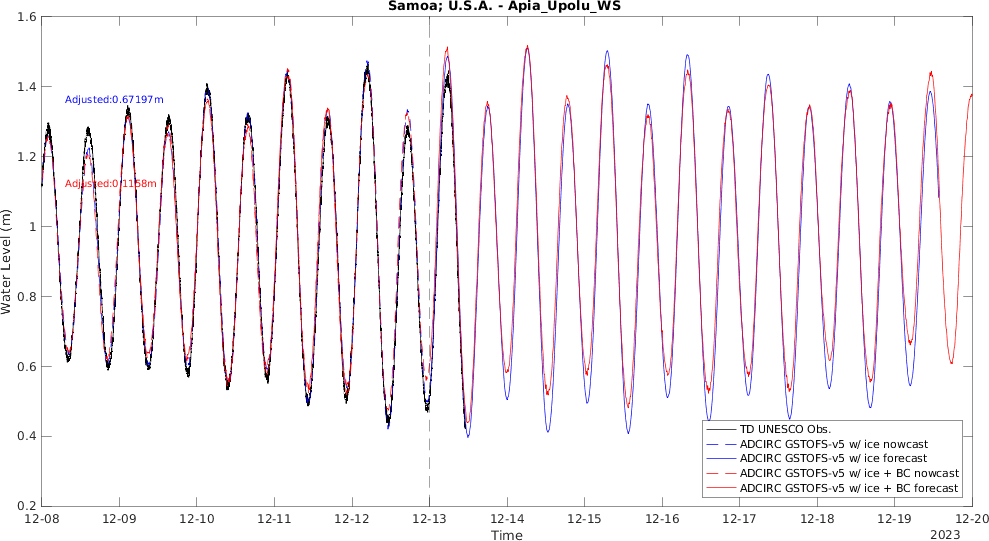 Samoa; U.S.A. - Apia_Upolu_WS
1.6
1.4
1.2
1
0.8
0.6
0.4
0.2
Water Level (m)
Adjusted:0.67197m
Adjusted:0.1158m
TD UNESCO Obs.
ADCIRC GSTOFS-v5 w/ ice nowcast
ADCIRC GSTOFS-v5 w/ ice forecast
ADCIRC GSTOFS-v5 w/ ice + BC nowcast
ADCIRC GSTOFS-v5 w/ ice + BC forecast
12-08 12-09 12-10 12-11 12-12 12-13 12-14 12-15 12-16 12-17 12-18 12-19 12-20
Time
2023